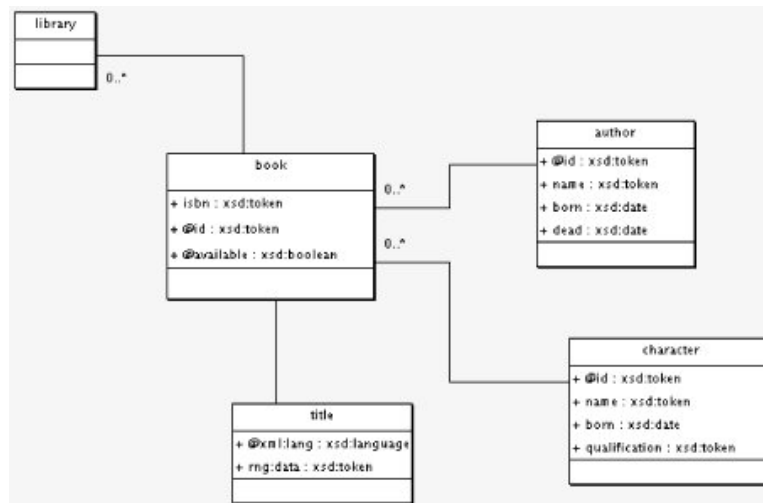 library
0..*
book
+ isbn : xsd:token
+ @id : xsd:token
+ @available : xsd:boolean
0..*
0..*
author
+ @id : xsd:token
+ name : xsd:token
+ born : xsd:date
+ dead : xsd:date
character
+ @id : xsd:token
+ name : xsd:token
+ born : xsd:date
+ qualification : xsd:token
title
+ @xml:lang : xsd:language
+ rng:data : xsd:token